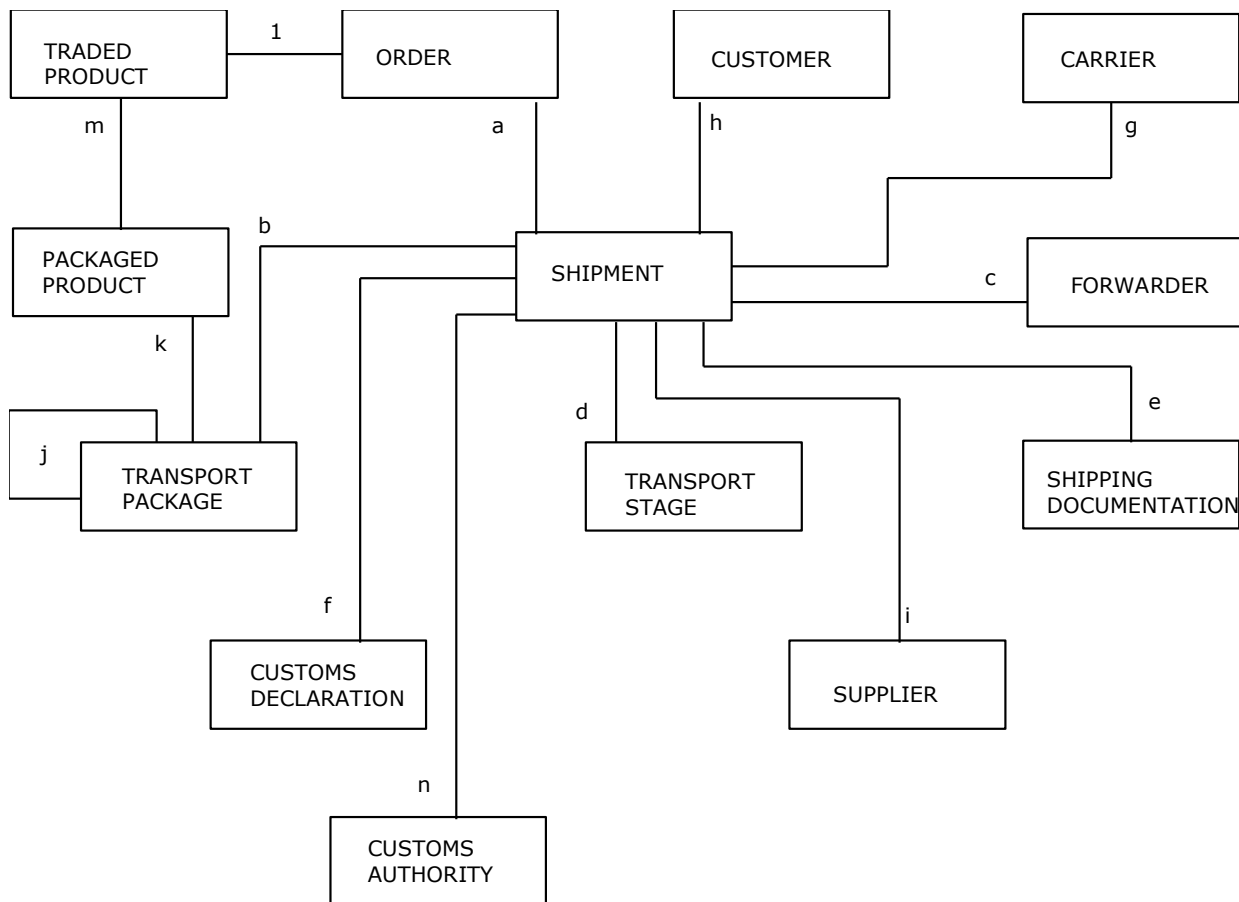 TRADED
PRODUCT
1
ORDER
CUSTOMER
CARRIER
m
a
h
g
PACKAGED
PRODUCT
b
SHIPMENT
c
FORWARDER
k
j
TRANSPORT
PACKAGE
d
TRANSPORT
STAGE
e
SHIPPING
DOCUMENTATION
f
CUSTOMS
DECLARATION
i
SUPPLIER
n
CUSTOMS
AUTHORITY